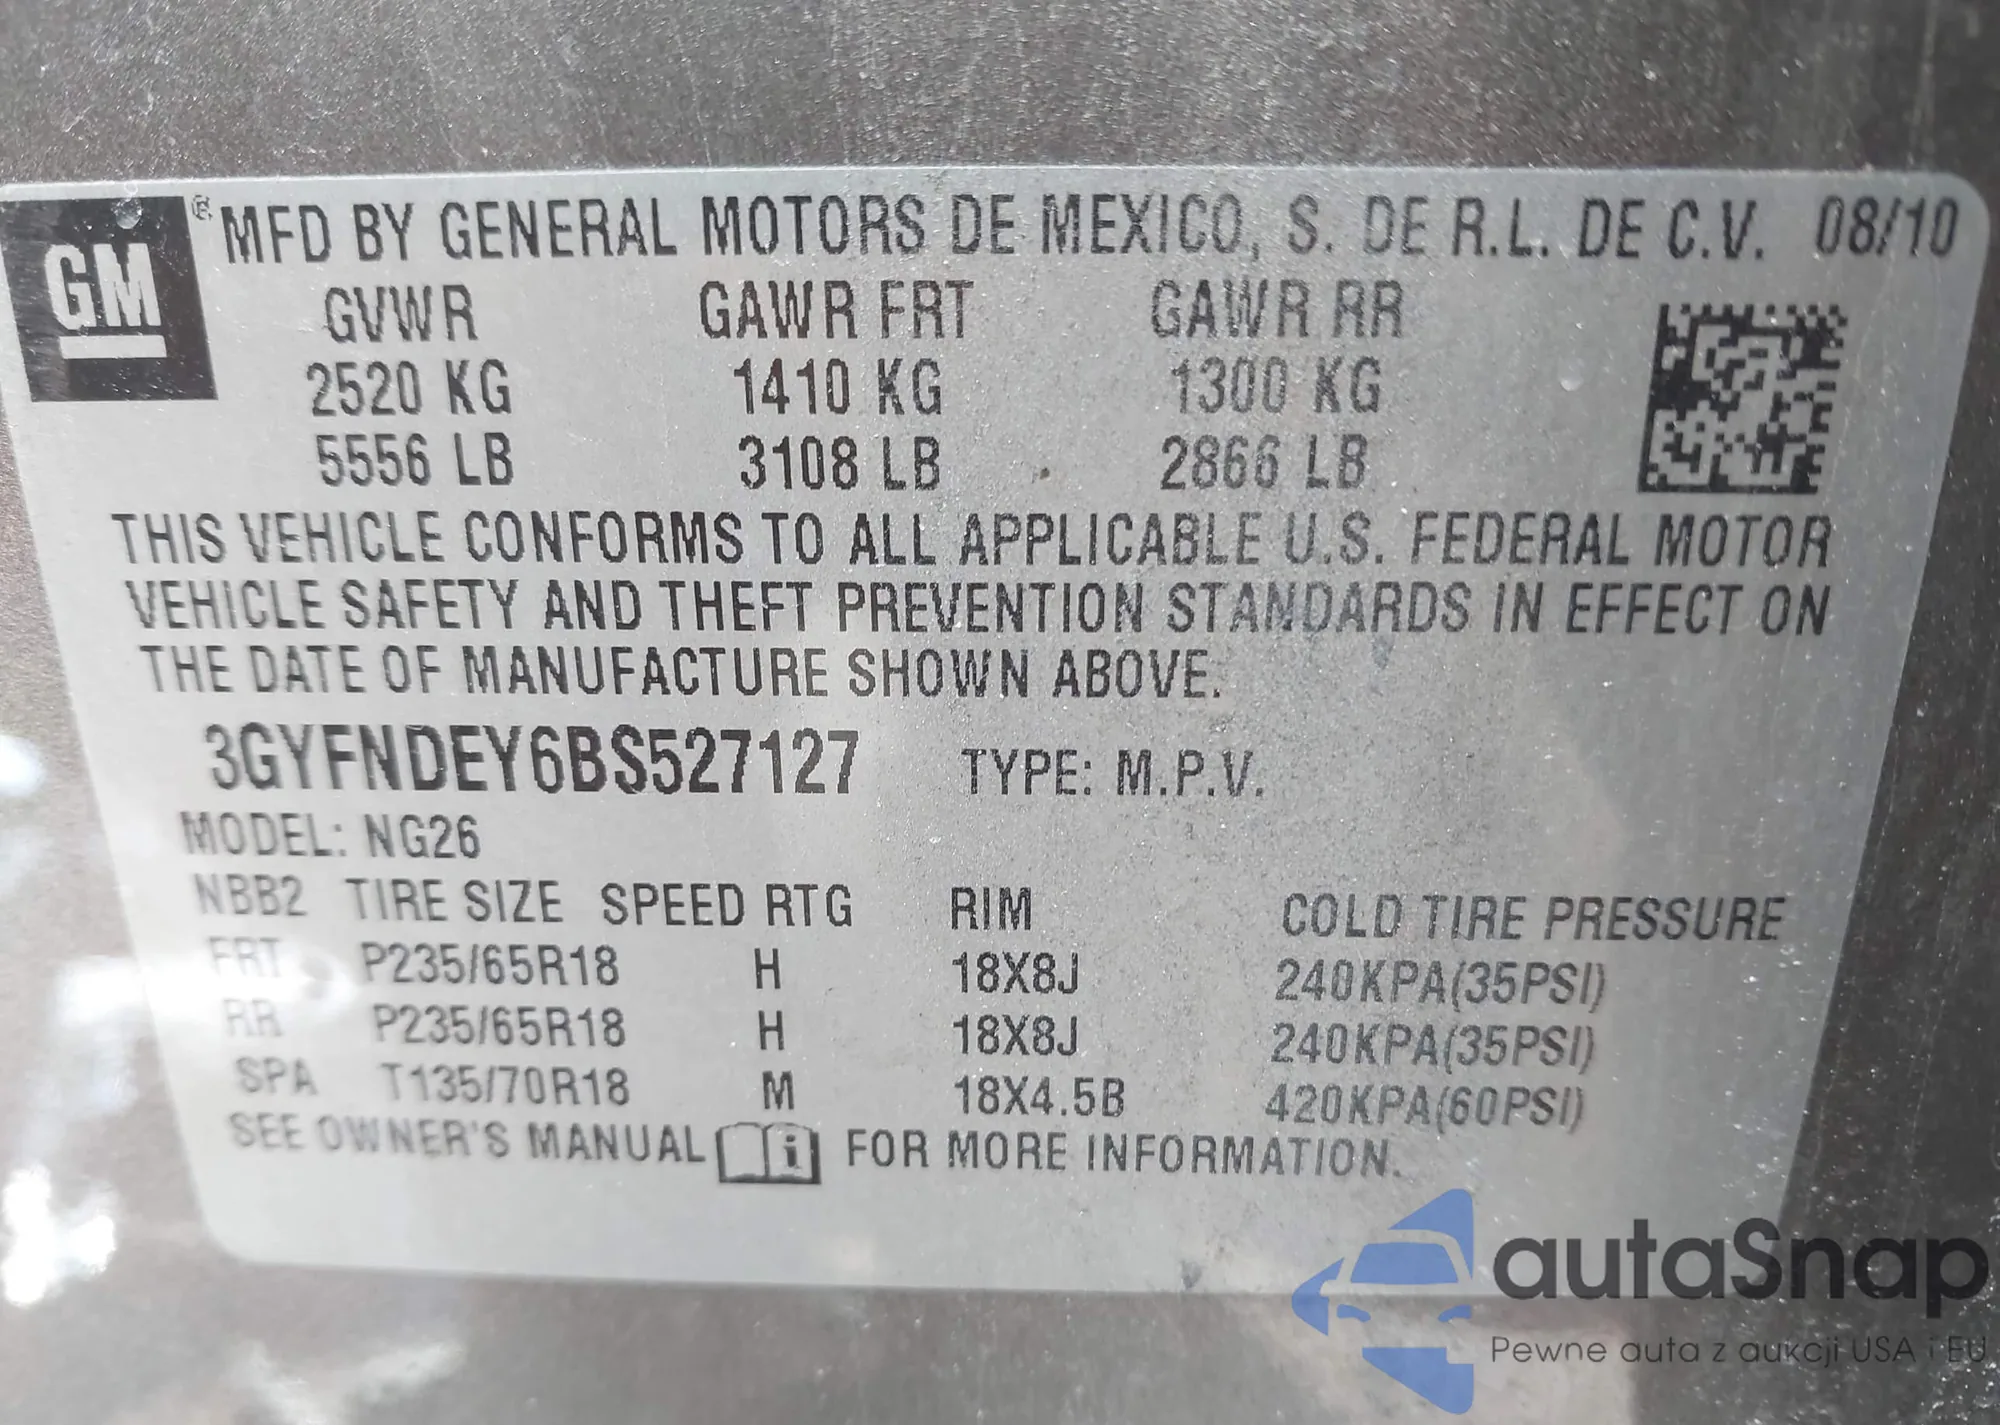 GM
® MFD BY GENERAL MOTORS DE MEXICO, S. DE R.L. DE C.V. 08/10
GVWR GAWR FRT GAWR RR
2520 KG 1410 KG 1300 KG
5556 LB 3108 LB 2866 LB
THIS VEHICLE CONFORMS TO ALL APPLICABLE U.S. FEDERAL MOTOR
VEHICLE SAFETY AND THEFT PREVENTION STANDARDS IN EFFECT ON
THE DATE OF MANUFACTURE SHOWN ABOVE.
3GYFNDEY6BS527127 TYPE: M.P.V.
MODEL: NG26
NBB2 TIRE SIZE SPEED RTG RIM COLD TIRE PRESSURE
FRT P235/65R18 H 18X8J 240KPA(35PSI)
RR P235/65R18 H 18X8J 240KPA(35PSI)
SPA T135/70R18 M 18X4.5B 420KPA(60PSI)
SEE OWNER'S MANUAL i FOR MORE INFORMATION.
autaSnap
Pewne auta z aukcji USA i EU